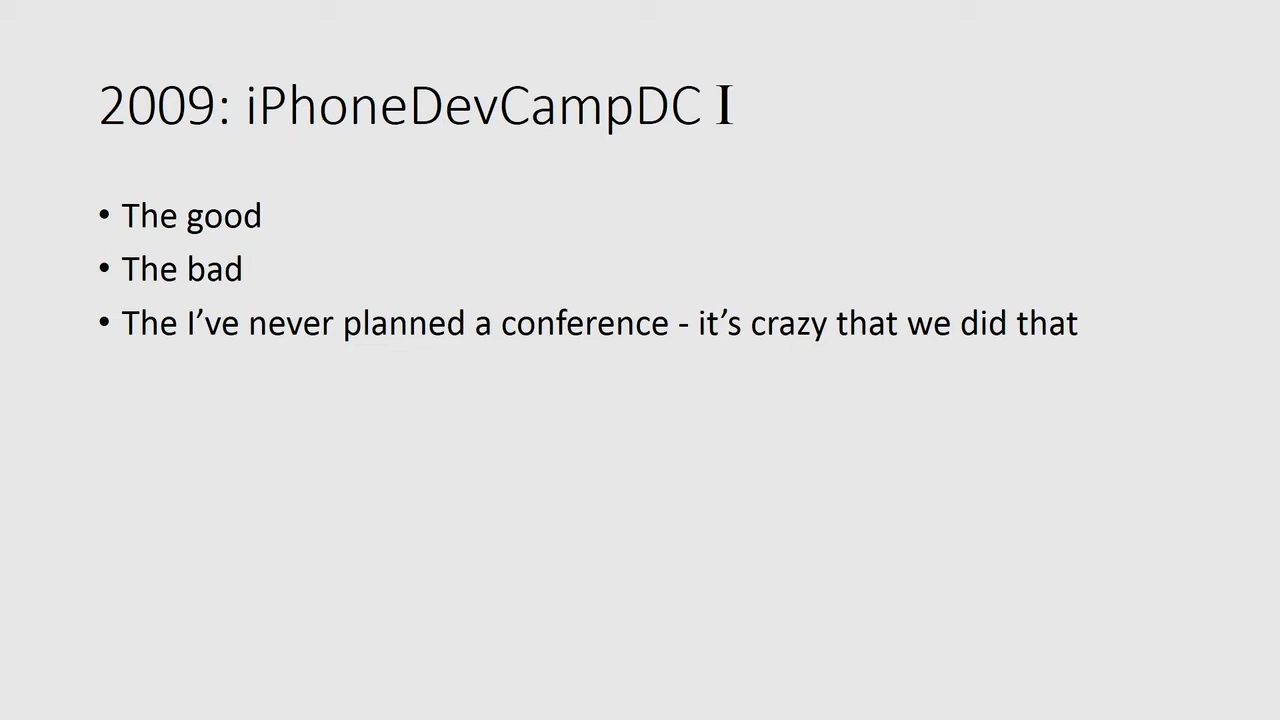 2009: iPhoneDevCampDC I
• The good
• The bad
• The I’ve never planned a conference - it’s crazy that we did that